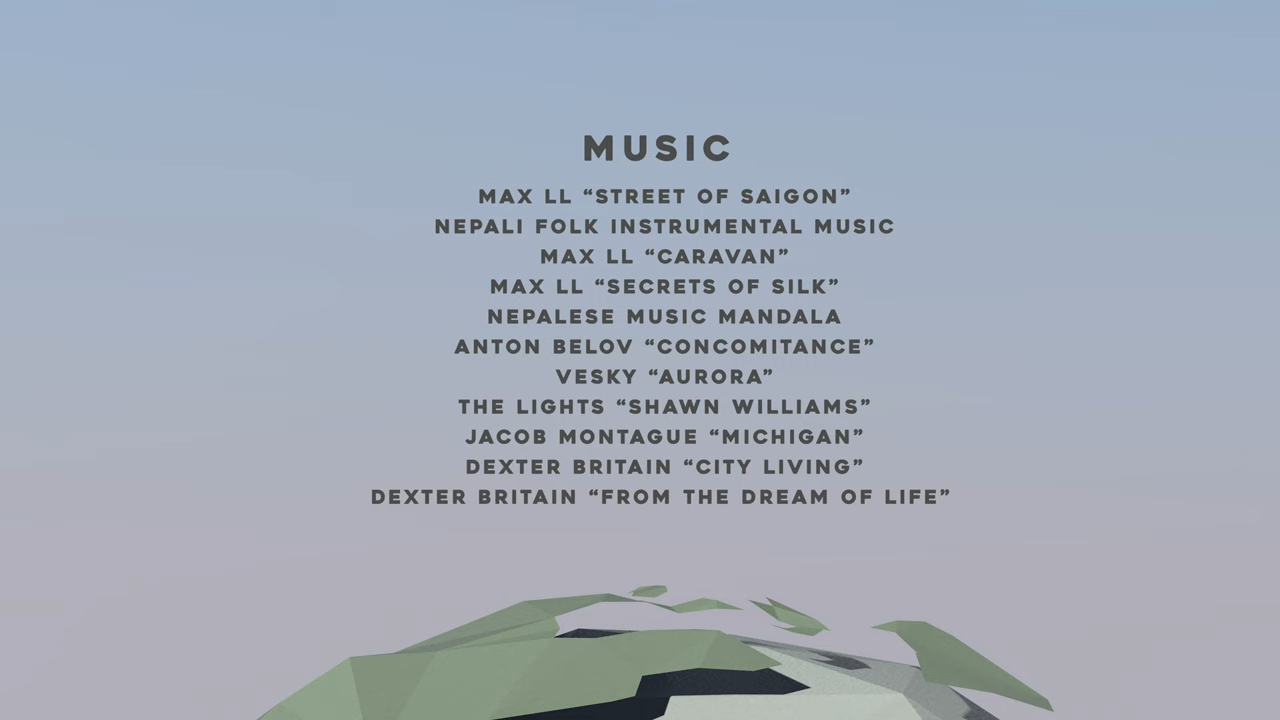 MUSIC
MAX LL “STREET OF SAIGON”
NEPALI FOLK INSTRUMENTAL MUSIC
MAX LL “CARAVAN”
MAX LL “SECRETS OF SILK”
NEPALESE MUSIC MANDALA
ANTON BELOV “CONCOMITANCE”
VESKY “AURORA”
THE LIGHTS “SHAWN WILLIAMS”
JACOB MONTAGUE “MICHIGAN”
DEXTER BRITAIN “CITY LIVING”
DEXTER BRITAIN “FROM THE DREAM OF LIFE”